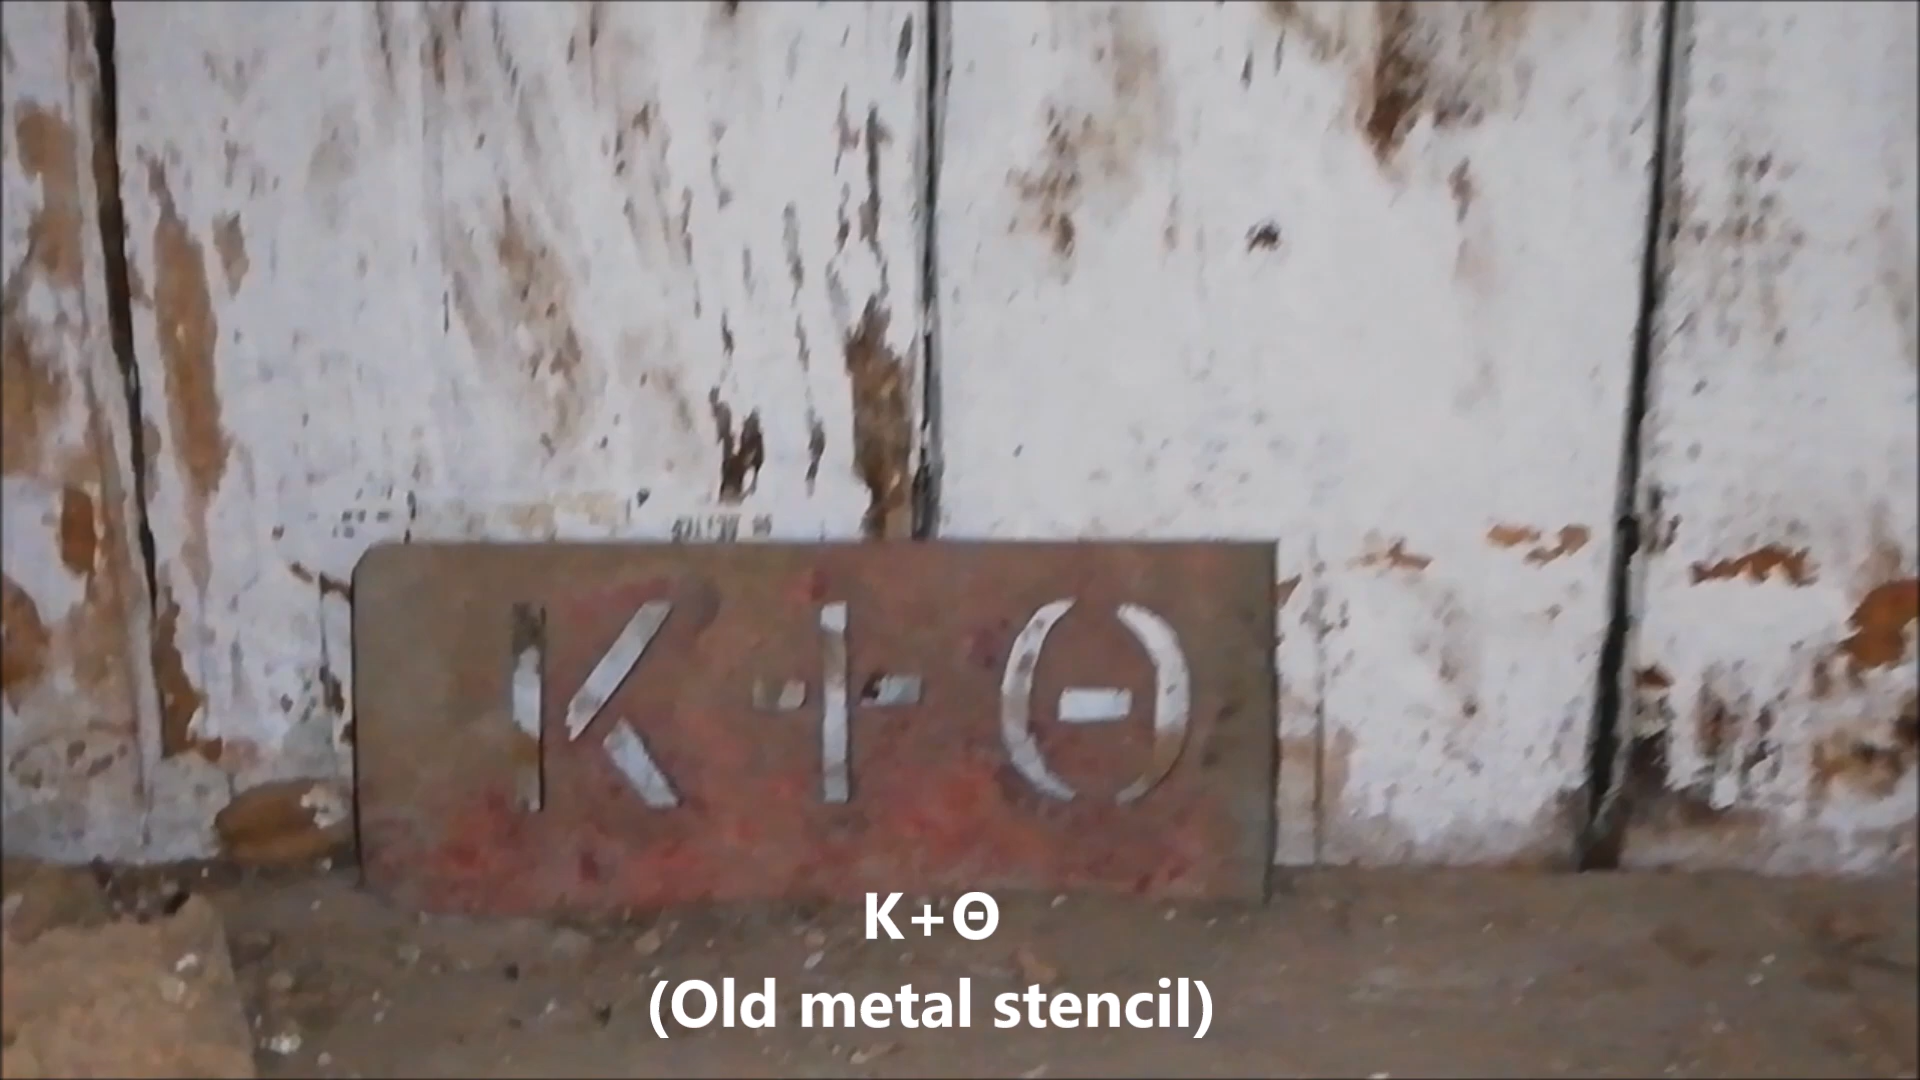 K+Θ
K+Θ
(Old metal stencil)